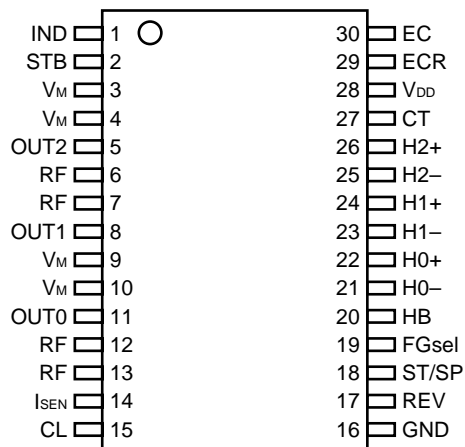 IND 1 30 EC
STB 2 29 ECR
VM 3 28 VDD
VM 4 27 CT
OUT2 5 26 H2+
RF 6 25 H2–
RF 7 24 H1+
OUT1 8 23 H1–
VM 9 22 H0+
VM 10 21 H0–
OUT0 11 20 HB
RF 12 19 FGsel
RF 13 18 ST/SP
ISEN 14 17 REV
CL 15 16 GND